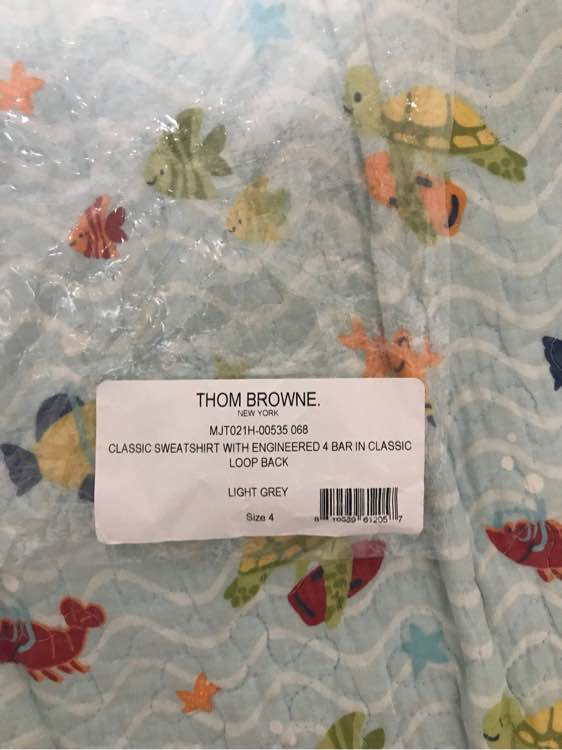 THOM BROWNE.
NEW YORK
MJT021H-00535 068
CLASSIC SWEATSHIRT WITH ENGINEERED 4 BAR IN CLASSIC
LOOP BACK
LIGHT GREY
Size 4